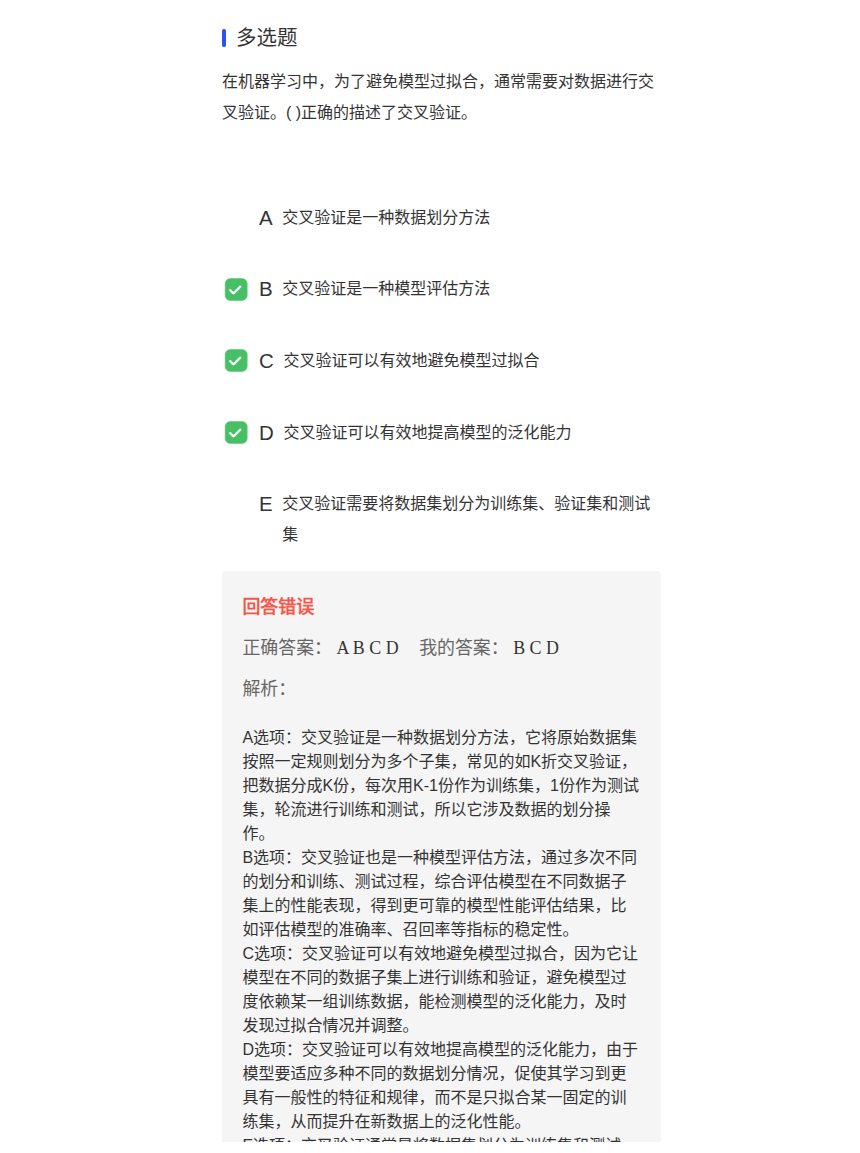 多选题
在机器学习中，为了避免模型过拟合，通常需要对数据进行交
叉验证。( )正确的描述了交叉验证。
A 交叉验证是一种数据划分方法
B 交叉验证是一种模型评估方法
C 交叉验证可以有效地避免模型过拟合
D 交叉验证可以有效地提高模型的泛化能力
E 交叉验证需要将数据集划分为训练集、验证集和测试
集
回答错误
正确答案： A B C D 我的答案： B C D
解析：
A选项：交叉验证是一种数据划分方法，它将原始数据集
按照一定规则划分为多个子集，常见的如K折交叉验证，
把数据分成K份，每次用K-1份作为训练集，1份作为测试
集，轮流进行训练和测试，所以它涉及数据的划分操
作。
B选项：交叉验证也是一种模型评估方法，通过多次不同
的划分和训练、测试过程，综合评估模型在不同数据子
集上的性能表现，得到更可靠的模型性能评估结果，比
如评估模型的准确率、召回率等指标的稳定性。
C选项：交叉验证可以有效地避免模型过拟合，因为它让
模型在不同的数据子集上进行训练和验证，避免模型过
度依赖某一组训练数据，能检测模型的泛化能力，及时
发现过拟合情况并调整。
D选项：交叉验证可以有效地提高模型的泛化能力，由于
模型要适应多种不同的数据划分情况，促使其学习到更
具有一般性的特征和规律，而不是只拟合某一固定的训
练集，从而提升在新数据上的泛化性能。
E选项：交叉验证通常是将数据集划分为训练集和测试